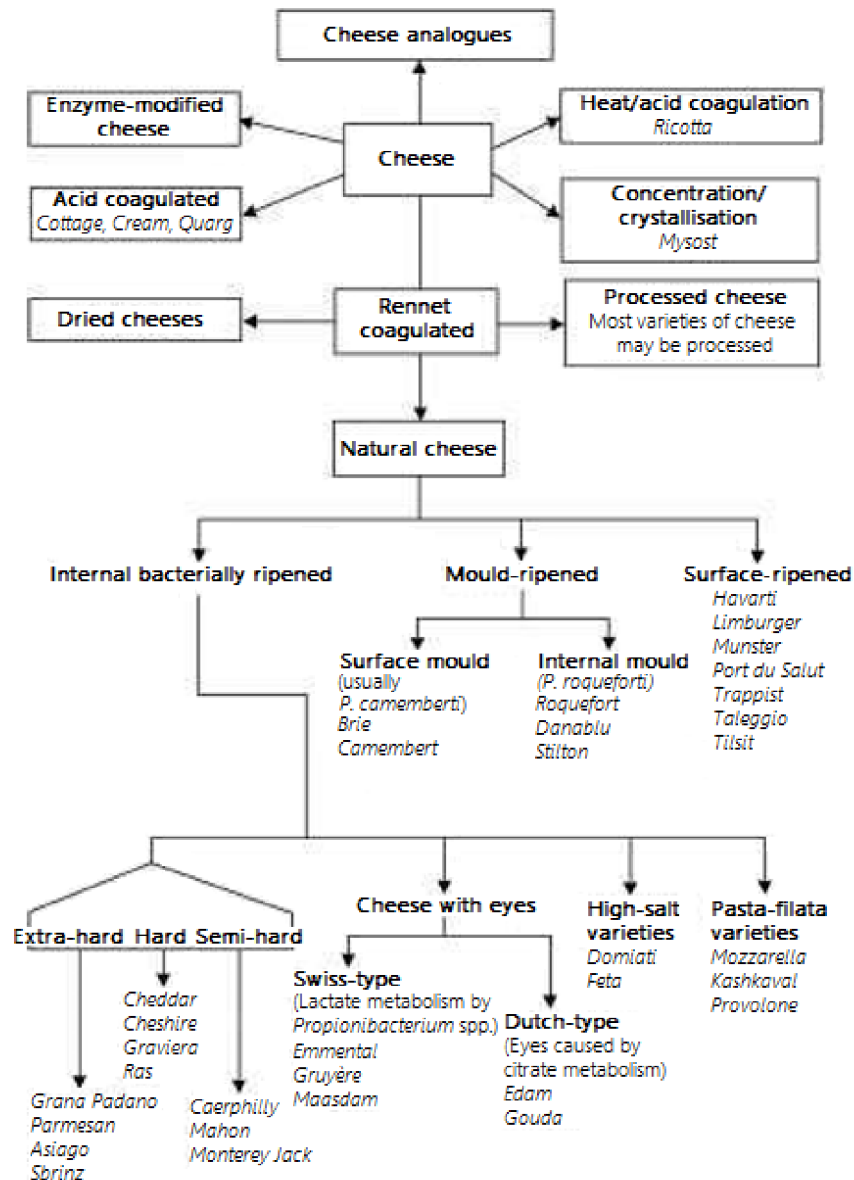 Cheese analogues
Enzyme-modified
cheese
Heat/acid coagulation
Ricotta
Cheese
Acid coagulated
Cottage, Cream, Quarg
Concentration/
crystallisation
Mysost
Dried cheeses
Rennet
coagulated
Processed cheese
Most varieties of cheese
may be processed
Natural cheese
Internal bacterially ripened
Mould-ripened
Surface-ripened
Havarti
Limburger
Munster
Port du Salut
Trappist
Taleggio
Tilsit
Surface mould
(usually
P. camemberti)
Brie
Camembert
Internal mould
(P. roqueforti)
Roquefort
Danablu
Stilton
Extra-hard Hard Semi-hard
Cheddar
Cheshire
Graviera
Ras
Grana Padano
Parmesan
Asiago
Sbrinz
Caerphilly
Mahon
Monterey Jack
Cheese with eyes
Swiss-type
(Lactate metabolism by
Propionibacterium spp.)
Emmental
Gruyère
Maasdam
Dutch-type
(Eyes caused by
citrate metabolism)
Edam
Gouda
High-salt
varieties
Domiati
Feta
Pasta-filata
varieties
Mozzarella
Kashkaval
Provolone